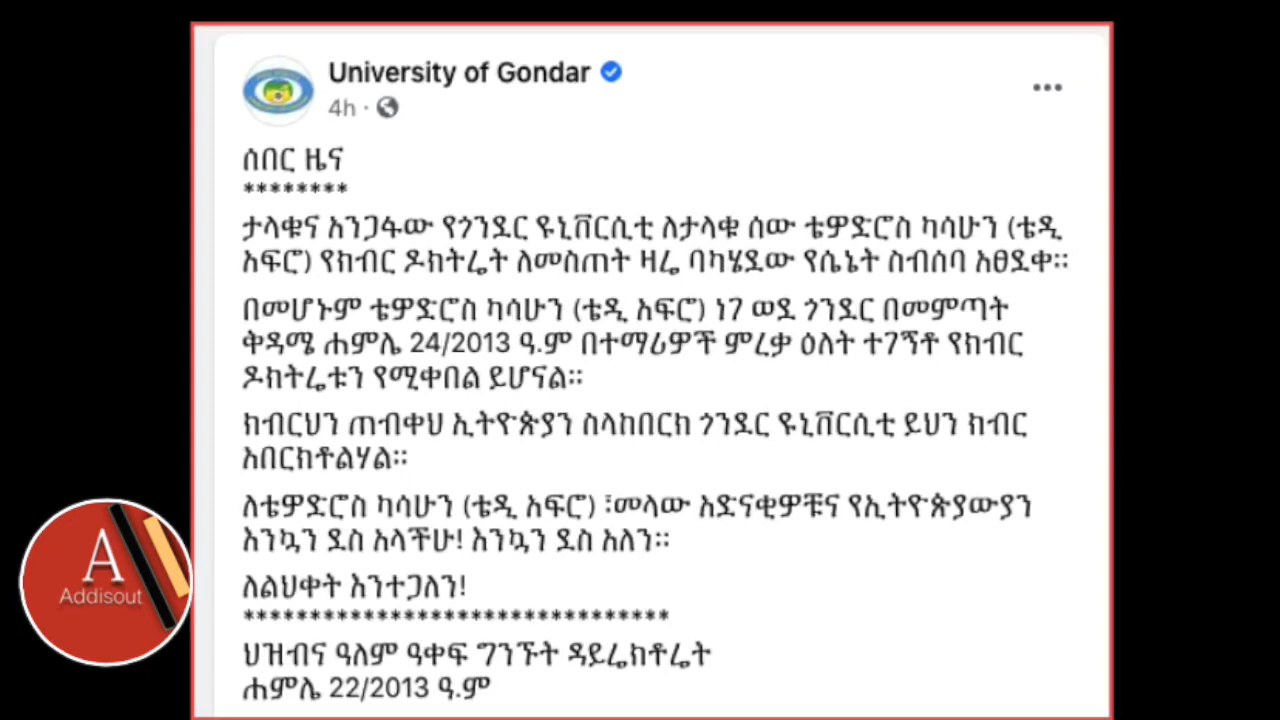 University of Gondar
4h ·
ሰበር ዜና
********
ታላቁና አንጋፋው የጎንደር ዩኒቨርሲቲ ለታላቁ ሰው ቴዎድሮስ ካሳሁን (ቴዲ
አፍሮ) የክብር ዶክትሬት ለመስጠት ዛሬ ባካሄደው የሴኔት ስብሰባ አፀደቀ።
በመሆኑም ቴዎድሮስ ካሳሁን (ቴዲ አፍሮ) ነገ ወደ ጎንደር በመምጣት
ቅዳሜ ሐምሌ 24/2013 ዓ.ም በተማሪዎች ምረቃ ዕለት ተገኝቶ የክብር
ዶክትሬቱን የሚቀበል ይሆናል።
ክብርህን ጠብቀህ ኢትዮጵያን ስላከበርክ ጎንደር ዩኒቨርሲቲ ይህን ክብር
አበርክቶልሃል።
ለቴዎድሮስ ካሳሁን (ቴዲ አፍሮ) ፣መላው አድናቂዎቹና የኢትዮጵያውያን
እንኳን ደስ አላችሁ! እንኳን ደስ አለን።
ለልህቀት እንተጋለን!
********************************
ህዝብና ዓለም ዓቀፍ ግንኙት ዳይሬክቶሬት
ሐምሌ 22/2013 ዓ.ም
A
Addisout